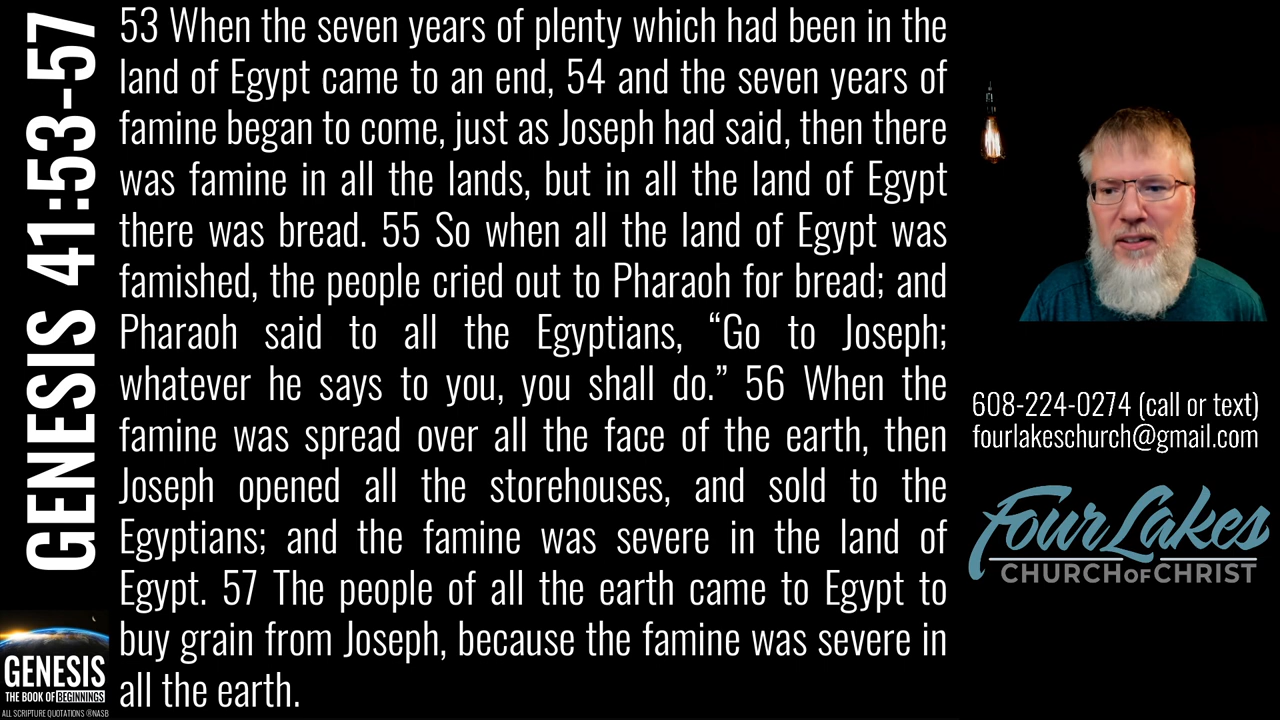 GENESIS 41:53-57
53 When the seven years of plenty which had been in the
land of Egypt came to an end, 54 and the seven years of
famine began to come, just as Joseph had said, then there
was famine in all the lands, but in all the land of Egypt
there was bread. 55 So when all the land of Egypt was
famished, the people cried out to Pharaoh for bread; and
Pharaoh said to all the Egyptians, “Go to Joseph;
whatever he says to you, you shall do.” 56 When the
famine was spread over all the face of the earth, then
Joseph opened all the storehouses, and sold to the
Egyptians; and the famine was severe in the land of
Egypt. 57 The people of all the earth came to Egypt to
buy grain from Joseph, because the famine was severe in
all the earth.
608-224-0274 (call or text)
fourlakeschurch@gmail.com
Four Lakes
CHURCH OF CHRIST
GENESIS
THE BOOK OF BEGINNINGS
ALL SCRIPTURE QUOTATIONS ®NASB